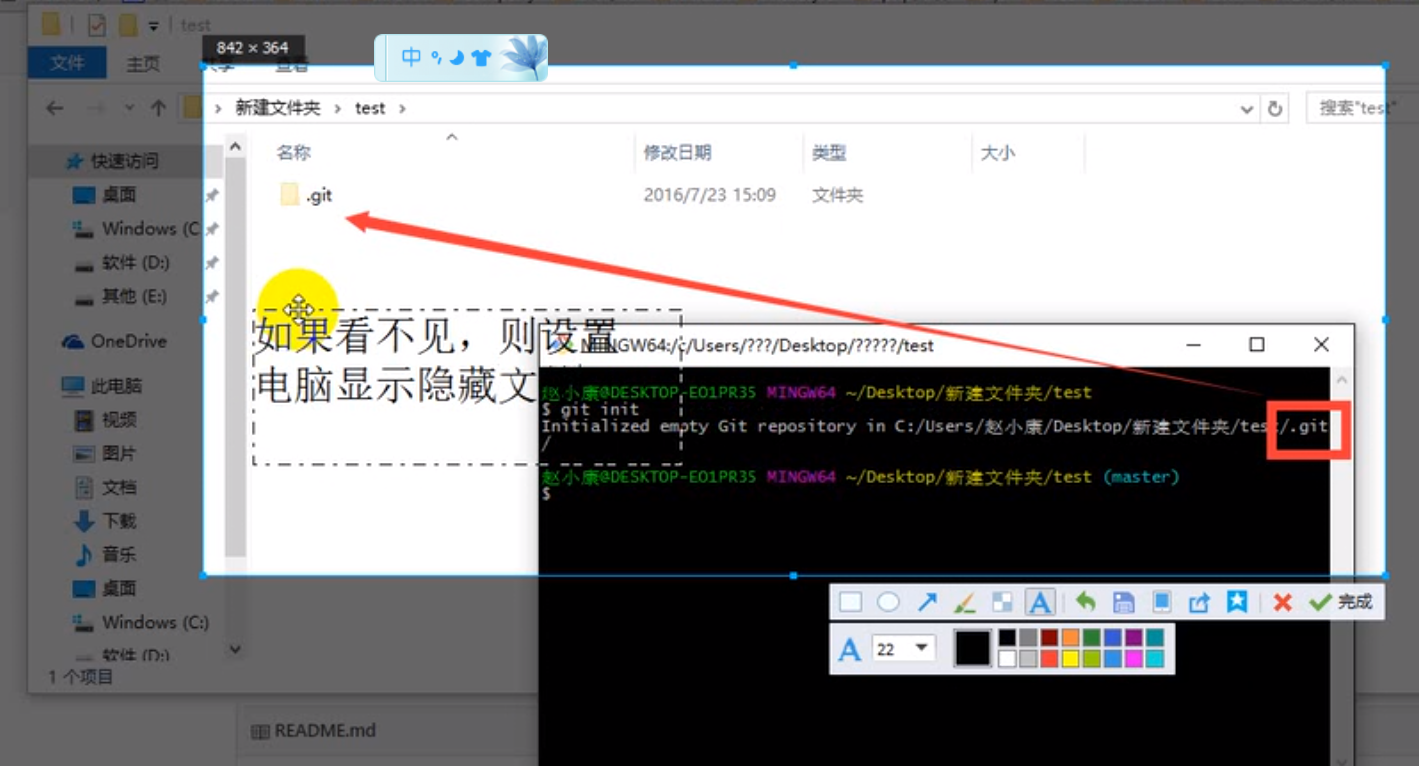 test
842 × 364
文件
主页
共享
查看
中
新建文件夹
test
搜索"test"
名称
修改日期
类型
大小
.git
2016/7/23 15:09
文件夹
快速访问
桌面
Windows (C
软件 (D:)
其他 (E:)
OneDrive
此电脑
视频
图片
文档
下载
音乐
桌面
Windows (C:)
软件 (D:)
1 个项目
如果看不见，则设置
电脑显示隐藏文
MINGW64:/c/Users/???/Desktop/?????/test
赵小康@DESKTOP-EO1PR35 MINGW64 ~/Desktop/新建文件夹/test
$ git init
Initialized empty Git repository in C:/Users/赵小康/Desktop/新建文件夹/test/.git
/
赵小康@DESKTOP-EO1PR35 MINGW64 ~/Desktop/新建文件夹/test (master)
$
A
完成
A
22
README.md